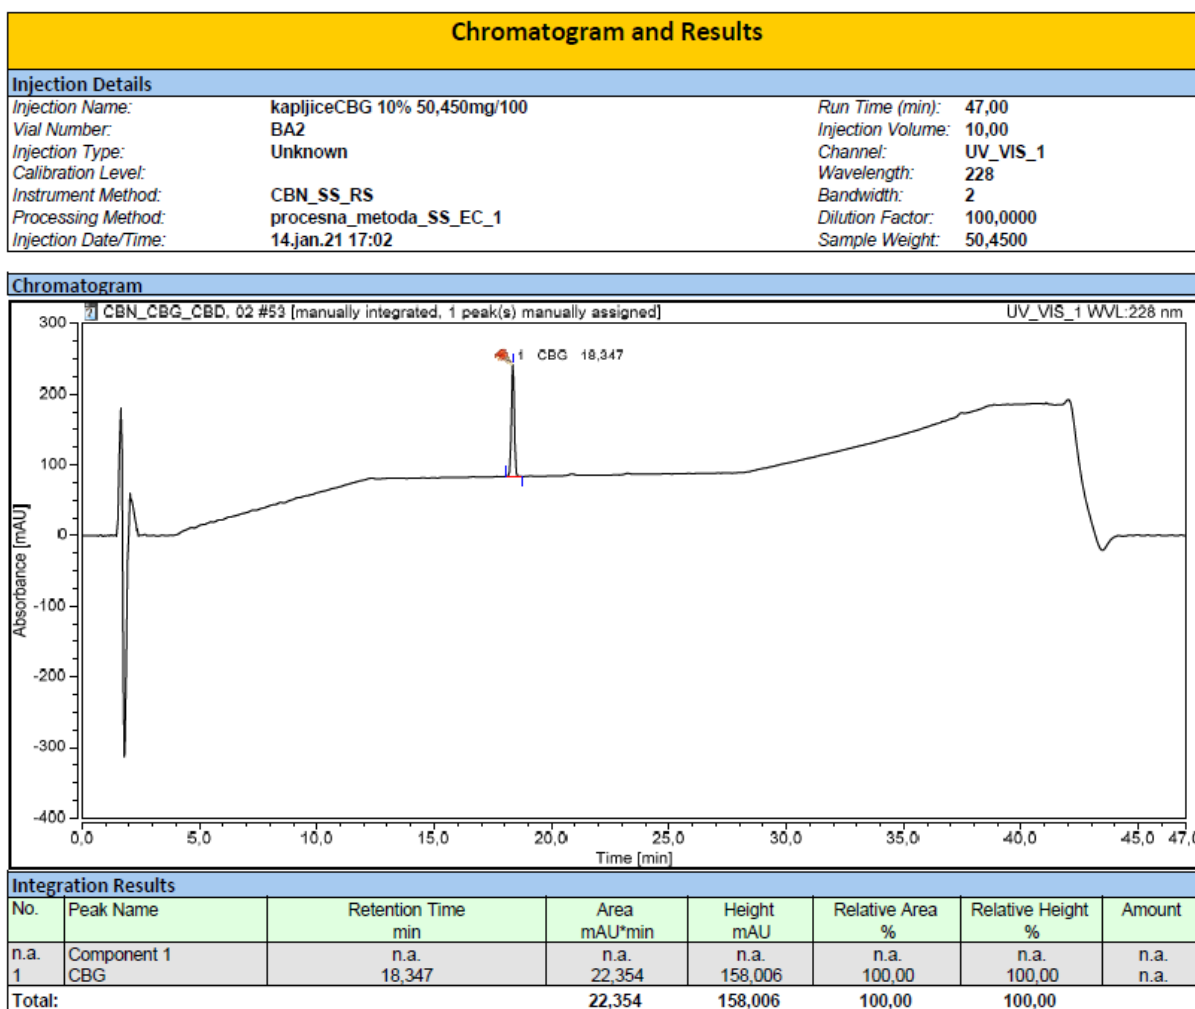 Chromatogram and Results
Injection Details
Injection Name: kapljiceCBG 10% 50,450mg/100 Run Time (min): 47,00
Vial Number: BA2 Injection Volume: 10,00
Injection Type: Unknown Channel: UV_VIS_1
Calibration Level: Wavelength: 228
Instrument Method: CBN_SS_RS Bandwidth: 2
Processing Method: procesna_metoda_SS_EC_1 Dilution Factor: 100,0000
Injection Date/Time: 14.jan.21 17:02 Sample Weight: 50,4500
Chromatogram
CBN_CBG_CBD, 02 #53 [manually integrated, 1 peak(s) manually assigned] UV_VIS_1 WVL:228 nm
300
1 CBG 18,347
200
100
0
-100
-200
-300
-400
Absorbance [mAU]
0,0 5,0 10,0 15,0 20,0 25,0 30,0 35,0 40,0 45,0 47,0
Time [min]
Integration Results
No. Peak Name Retention Time Area Height Relative Area Relative Height Amount
min mAU*min mAU % %
n.a. Component 1 n.a. n.a. n.a. n.a. n.a. n.a.
1 CBG 18,347 22,354 158,006 100,00 100,00 n.a.
Total: 22,354 158,006 100,00 100,00